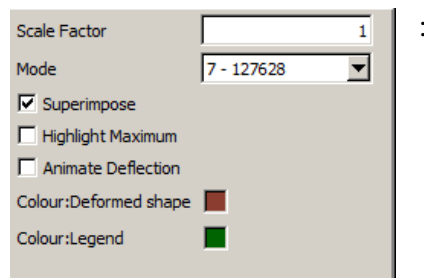 Scale Factor 1 :
Mode 7 - 127628
Superimpose
Highlight Maximum
Animate Deflection
Colour:Deformed shape
Colour:Legend